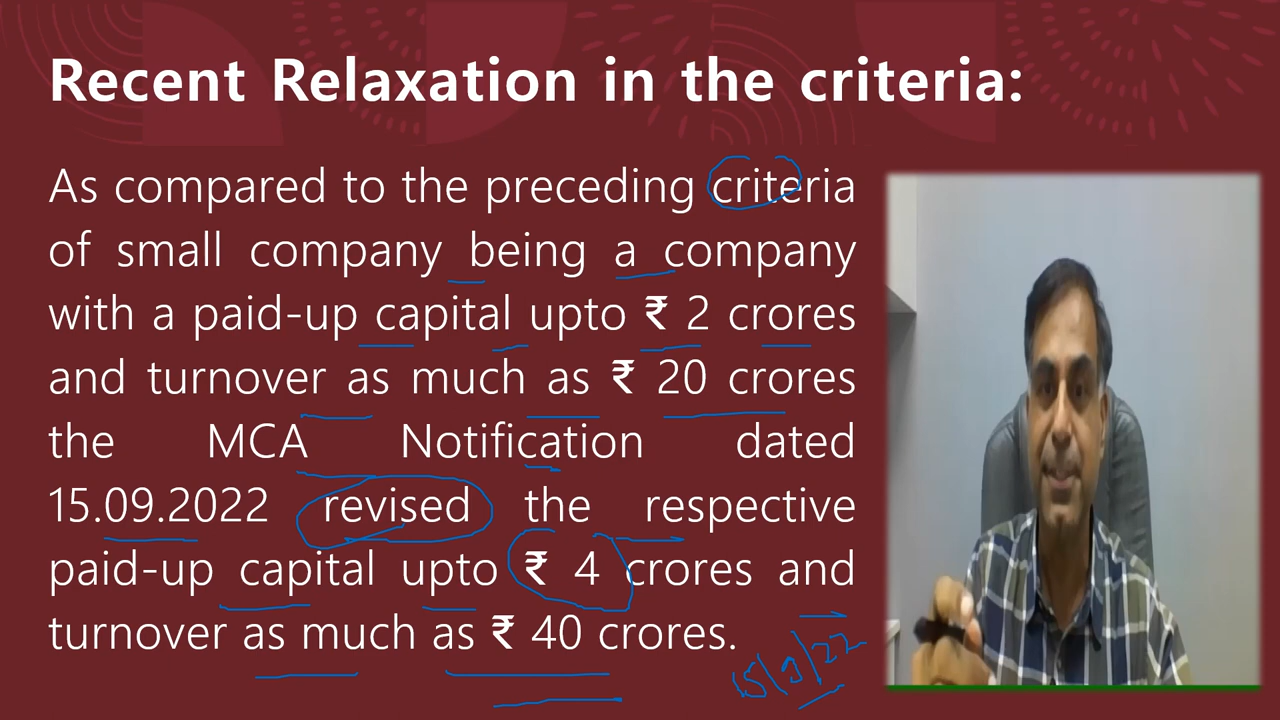 Recent Relaxation in the criteria:
As compared to the preceding criteria
of small company being a company
with a paid-up capital upto ₹ 2 crores
and turnover as much as ₹ 20 crores
the MCA Notification dated
15.09.2022 revised the respective
paid-up capital upto ₹ 4 crores and
turnover as much as ₹ 40 crores.
15/9/22